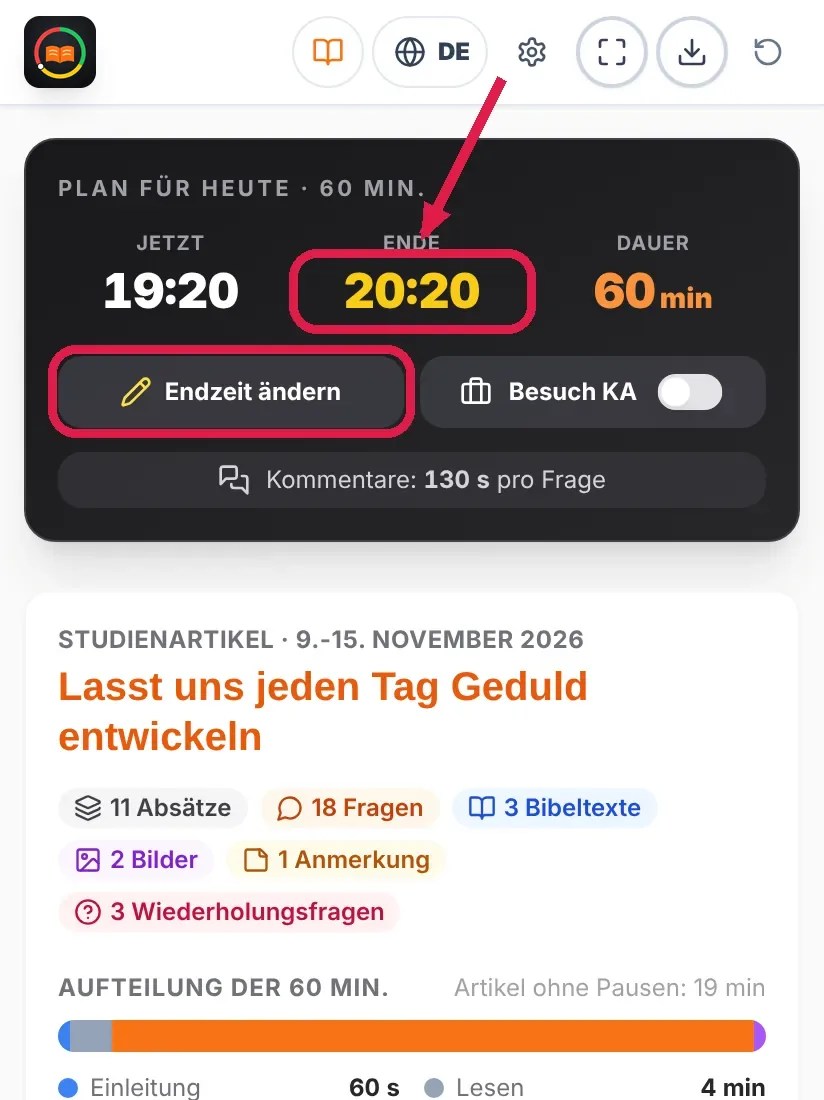 DE
PLAN FÜR HEUTE · 60 MIN.
JETZT ENDE DAUER
19:20 20:20 60 min
Endzeit ändern Besuch KA
Kommentare: 130 s pro Frage
STUDIENARTIKEL · 9.-15. NOVEMBER 2026
Lasst uns jeden Tag Geduld
entwickeln
11 Absätze 18 Fragen 3 Bibeltexte
2 Bilder 1 Anmerkung
3 Wiederholungsfragen
AUFTEILUNG DER 60 MIN. Artikel ohne Pausen: 19 min
Einleitung 60 s Lesen 4 min